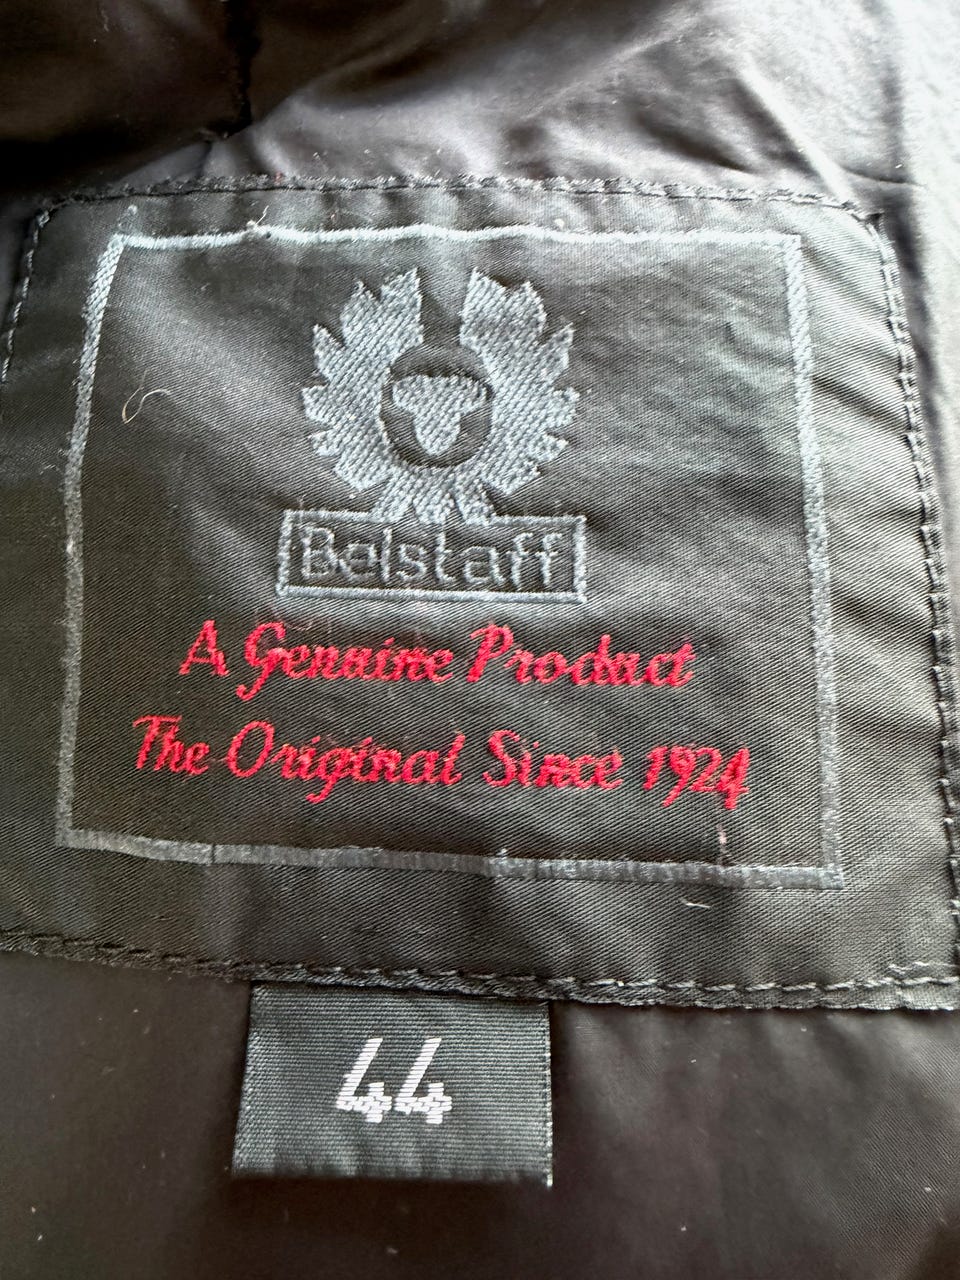 Belstaff
A Genuine Product
The Original Since 1924
44